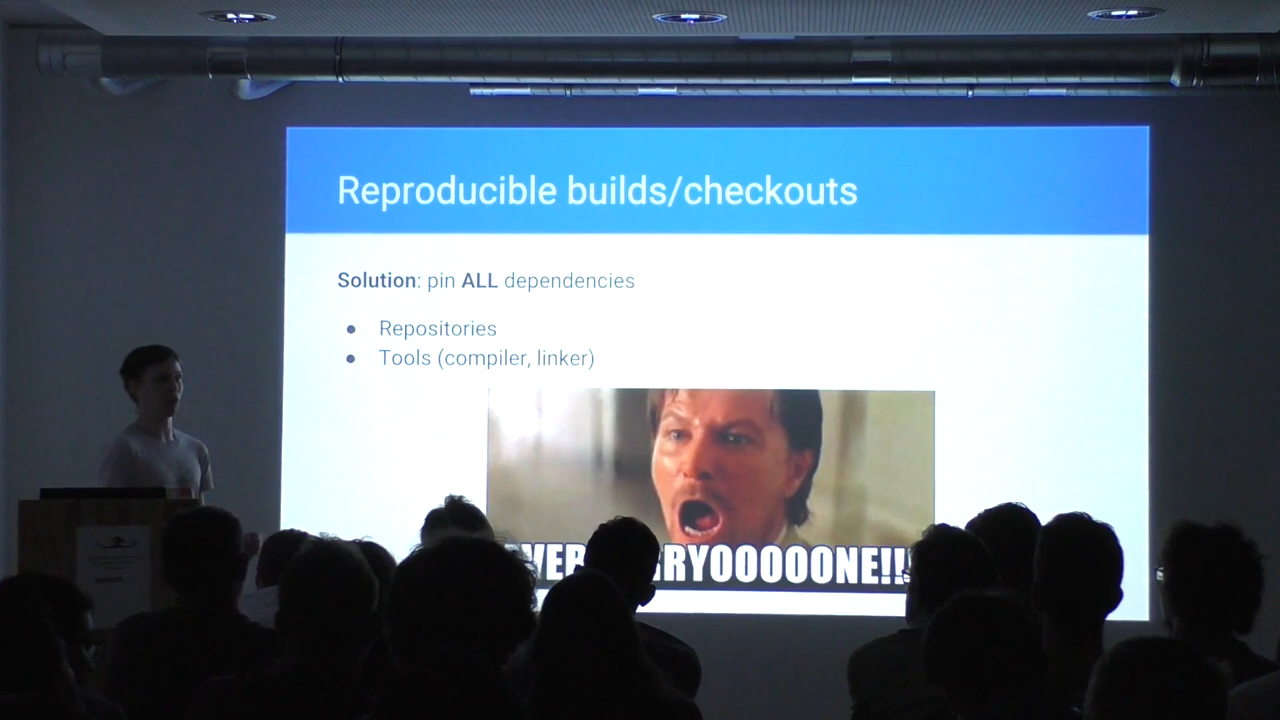 Reproducible builds/checkouts
Solution: pin ALL dependencies
● Repositories
● Tools (compiler, linker)